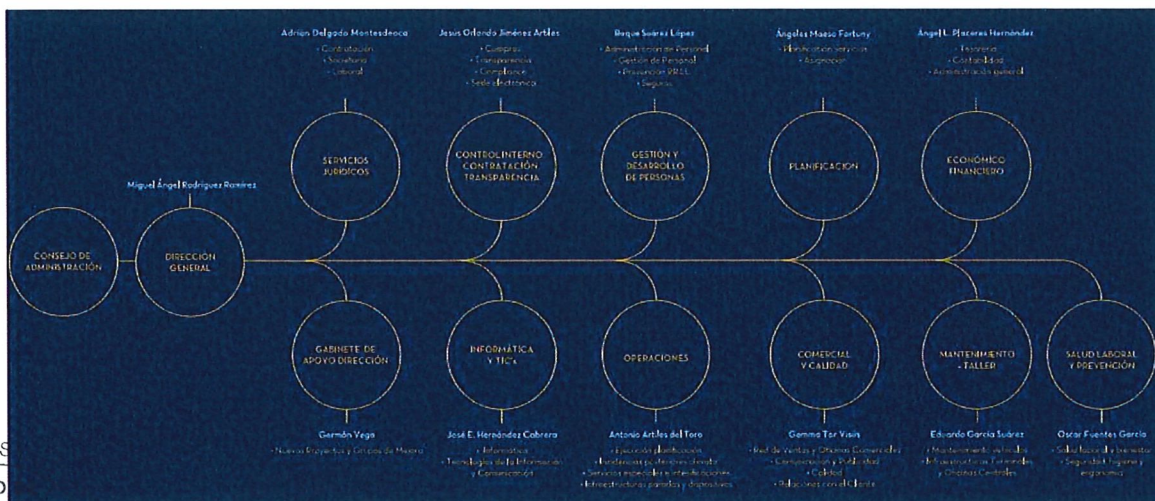 Adrián Delgado Montesdeoca
• Contratación
• Secretaría
• Laboral
SERVICIOS
JURÍDICOS
Jesús Orlando Jiménez Artiles
• Compras
• Transparencia
• Compliance
• Sede electrónica
CONTROL INTERNO
CONTRATACIÓN
TRANSPARENCIA
Roque Suárez López
• Administración de Personal
• Gestión de Personal
• Prevención RR.LL.
• Seguros
GESTIÓN Y
DESARROLLO
DE PERSONAS
Ángeles Maeso Fortuny
• Planificación servicios
• Asignación
PLANIFICACIÓN
Ángel L. Placeres Hernández
• Tesorería
• Contabilidad
• Administración general
ECONÓMICO
FINANCIERO
Miguel Ángel Rodríguez Ramírez
CONSEJO DE
ADMINISTRACIÓN
DIRECCIÓN
GENERAL
GABINETE DE
APOYO DIRECCIÓN
Germán Vega
• Nuevos Proyectos y Grupos de Mejora
INFORMÁTICA
Y TIC's
José E. Hernández Cabrera
• Informática
• Tecnologías de la Información
y Comunicación
OPERACIONES
Antonio Artiles del Toro
• Ejecución planificación
• Incidencias posteriores
• Servicios especiales e intensificaciones
• Infraestructuras paradas y dispositivos
COMERCIAL
Y CALIDAD
Gemma Tor
• Red de Ventas y Oficinas Comerciales
• Comunicación y Publicidad
• Calidad
• Relaciones con el Cliente
MANTENIMIENTO
- TALLER
Eduardo García Suárez
• Mantenimiento vehículos
• Infraestructuras Terminales
y Oficinas Centrales
SALUD LABORAL
Y PREVENCIÓN
Oscar Fuentes García
• Salud laboral y bienestar
• Seguridad, higiene y
ergonomía